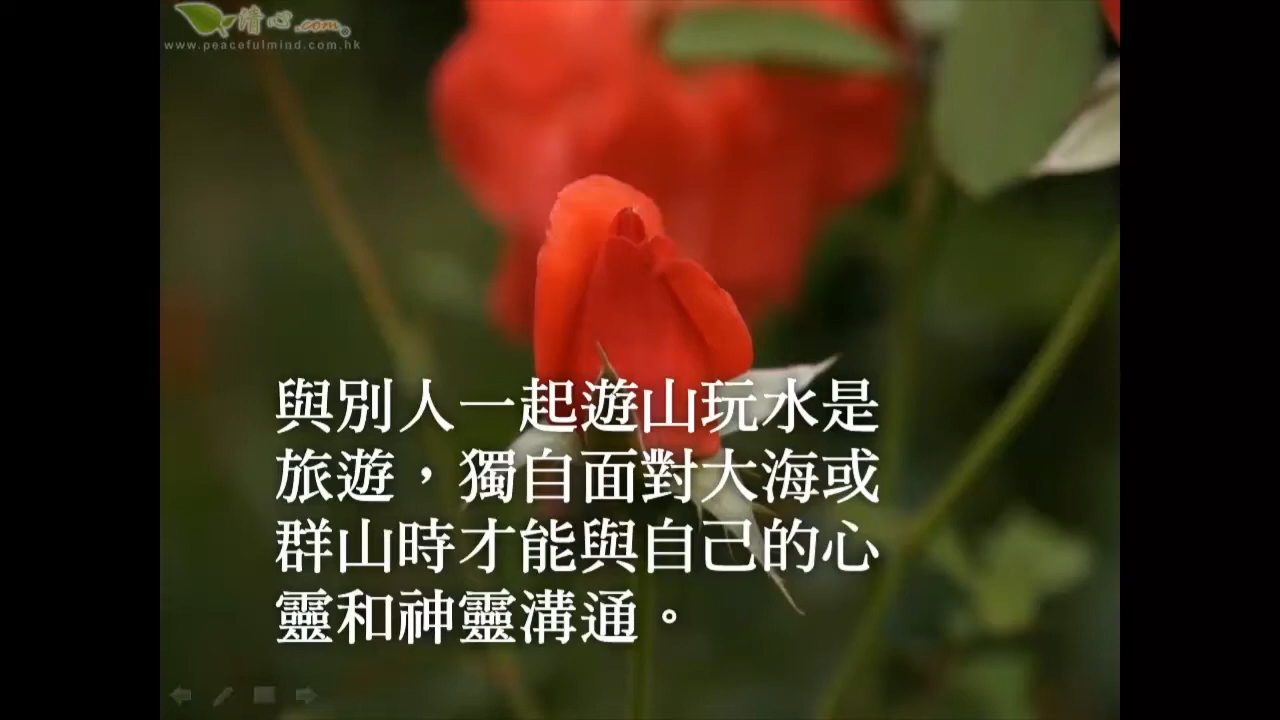 清心.com
www.peacefulmind.com.hk
與別人一起遊山玩水是
旅遊，獨自面對大海或
群山時才能與自己的心
靈和神靈溝通。